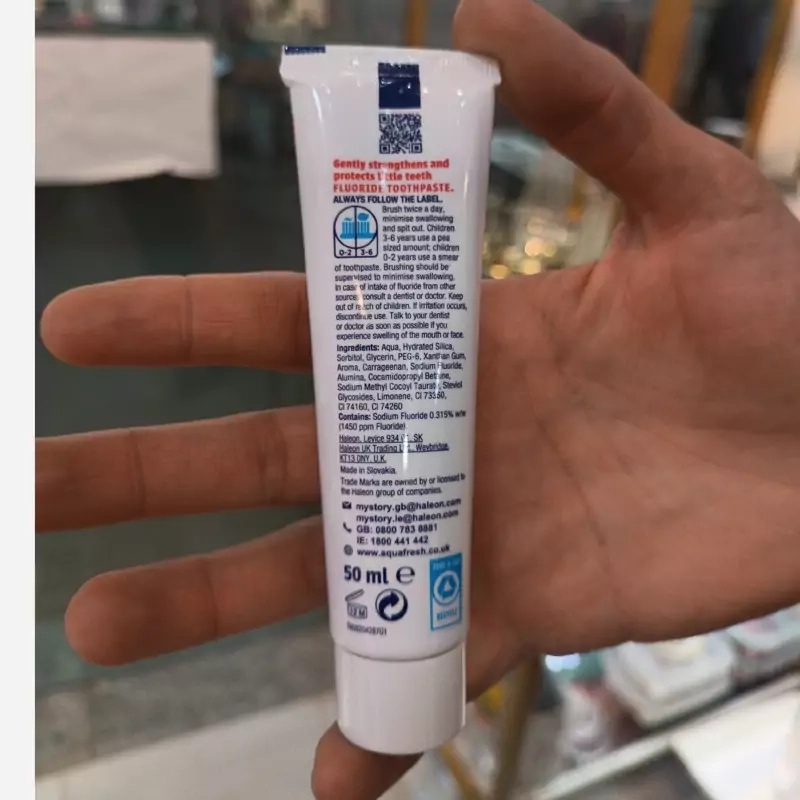 Gently strengthens and
protects little teeth
FLUORIDE TOOTHPASTE.
ALWAYS FOLLOW THE LABEL.
Brush twice a day,
minimise swallowing
and spit out. Children
3-6 years use a pea
sized amount; children
0-2 years use a smear
0-2 3-6
of toothpaste. Brushing should be
supervised to minimise swallowing.
In case of intake of fluoride from other
source, consult a dentist or doctor. Keep
out of reach of children. If irritation occurs,
discontinue use. Talk to your dentist
or doctor as soon as possible if you
experience swelling of the mouth or face.
Ingredients: Aqua, Hydrated Silica,
Sorbitol, Glycerin, PEG-6, Xanthan Gum,
Aroma, Carrageenan, Sodium Fluoride,
Alumina, Cocamidopropyl Betaine,
Sodium Methyl Cocoyl Taurate, Steviol
Glycosides, Limonene, CI 73360,
CI 74160, CI 74260
Contains: Sodium Fluoride 0.315% w/w
(1450 ppm Fluoride)
Haleon, Levice 934 01, SK
Haleon UK Trading Ltd., Weybridge,
KT13 0NY, U.K.
Made in Slovakia.
Trade Marks are owned by or licensed to
the Haleon group of companies.
mystory.gb@haleon.com
mystory.ie@haleon.com
GB: 0800 783 8881
IE: 1800 441 442
www.aquafresh.co.uk
50 ml e
RECYCLE